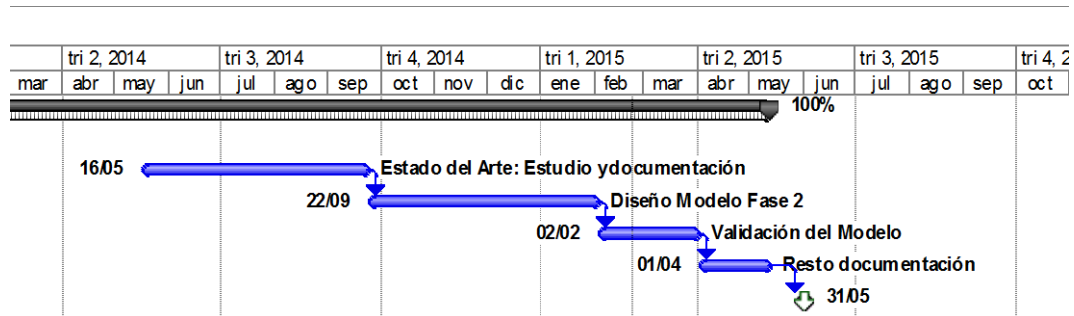 tri 2, 2014 tri 3, 2014 tri 4, 2014 tri 1, 2015 tri 2, 2015 tri 3, 2015 tri 4, 2
mar abr may jun jul ago sep oct nov dic ene feb mar abr may jun jul ago sep oct
100%
16/05 Estado del Arte: Estudio ydocumentación
22/09 Diseño Modelo Fase 2
02/02 Validación del Modelo
01/04 Resto documentación
31/05